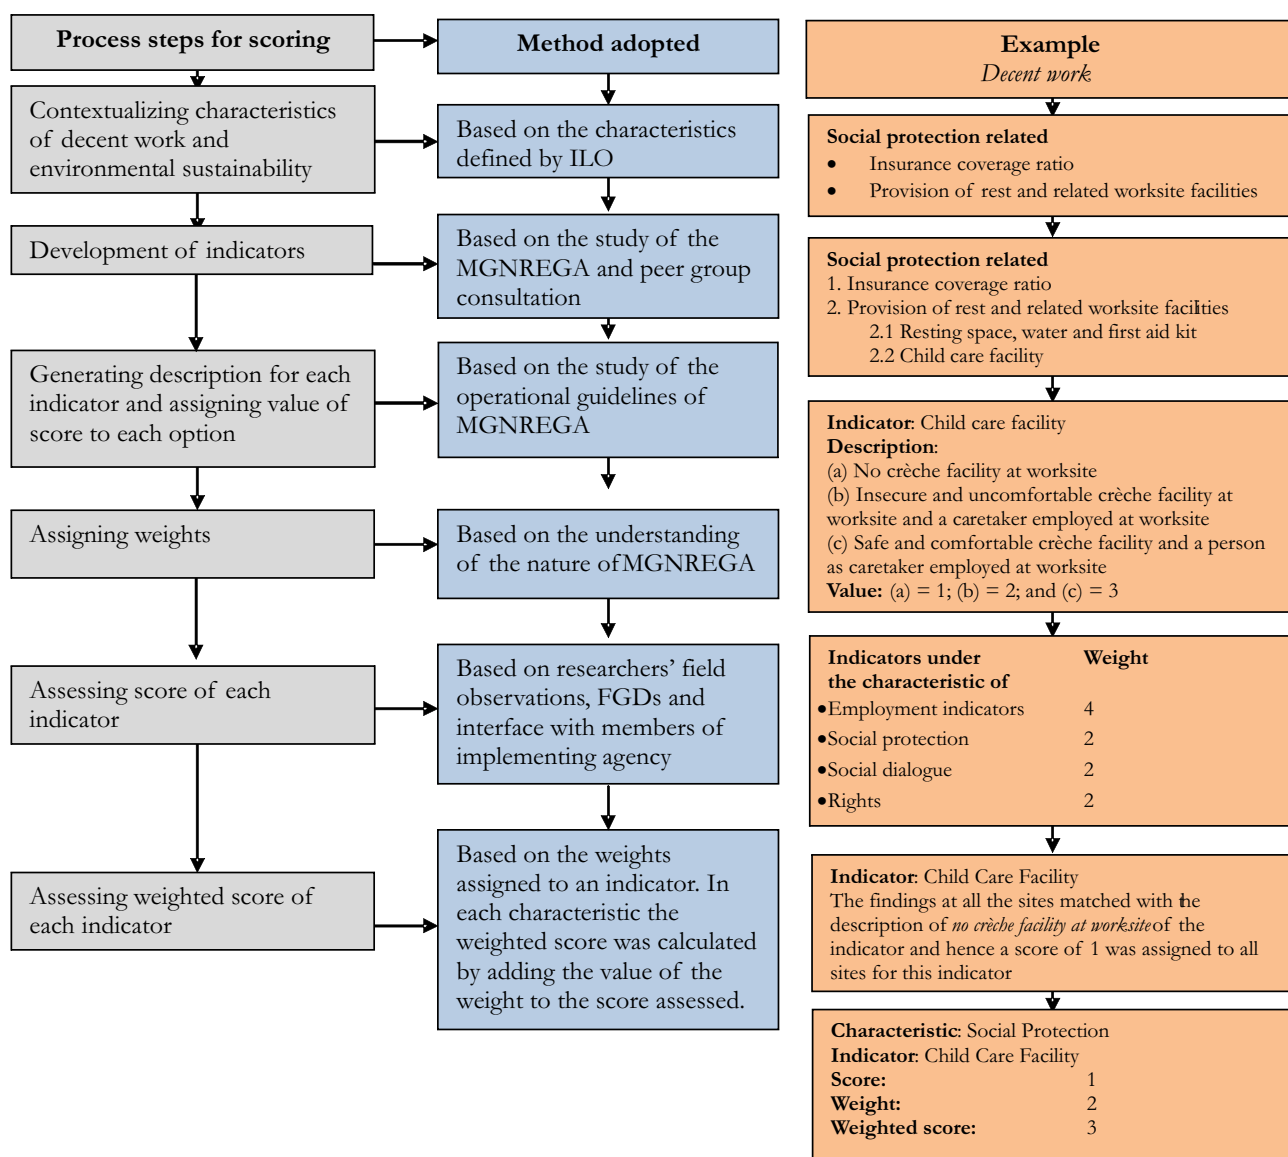 Process steps for scoring
Contextualizing characteristics
of decent work and
environmental sustainability
Development of indicators
Generating description for each
indicator and assigning value of
score to each option
Assigning weights
Assessing score of each
indicator
Assessing weighted score of
each indicator
Method adopted
Based on the characteristics
defined by ILO
Based on the study of the
MGNREGA and peer group
consultation
Based on the study of the
operational guidelines of
MGNREGA
Based on the understanding
of the nature of MGNREGA
Based on researchers’ field
observations, FGDs and
interface with members of
implementing agency
Based on the weights
assigned to an indicator. In
each characteristic the
weighted score was calculated
by adding the value of the
weight to the score assessed.
Example
Decent work
Social protection related
• Insurance coverage ratio
• Provision of rest and related worksite facilities
Social protection related
1. Insurance coverage ratio
2. Provision of rest and related worksite facilities
2.1 Resting space, water and first aid kit
2.2 Child care facility
Indicator: Child care facility
Description:
(a) No crèche facility at worksite
(b) Insecure and uncomfortable crèche facility at
worksite and a caretaker employed at worksite
(c) Safe and comfortable crèche facility and a person
as caretaker employed at worksite
Value: (a) = 1; (b) = 2; and (c) = 3
Indicators under Weight
the characteristic of
•Employment indicators 4
•Social protection 2
•Social dialogue 2
•Rights 2
Indicator: Child Care Facility
The findings at all the sites matched with the
description of no crèche facility at worksite of the
indicator and hence a score of 1 was assigned to all
sites for this indicator
Characteristic: Social Protection
Indicator: Child Care Facility
Score: 1
Weight: 2
Weighted score: 3